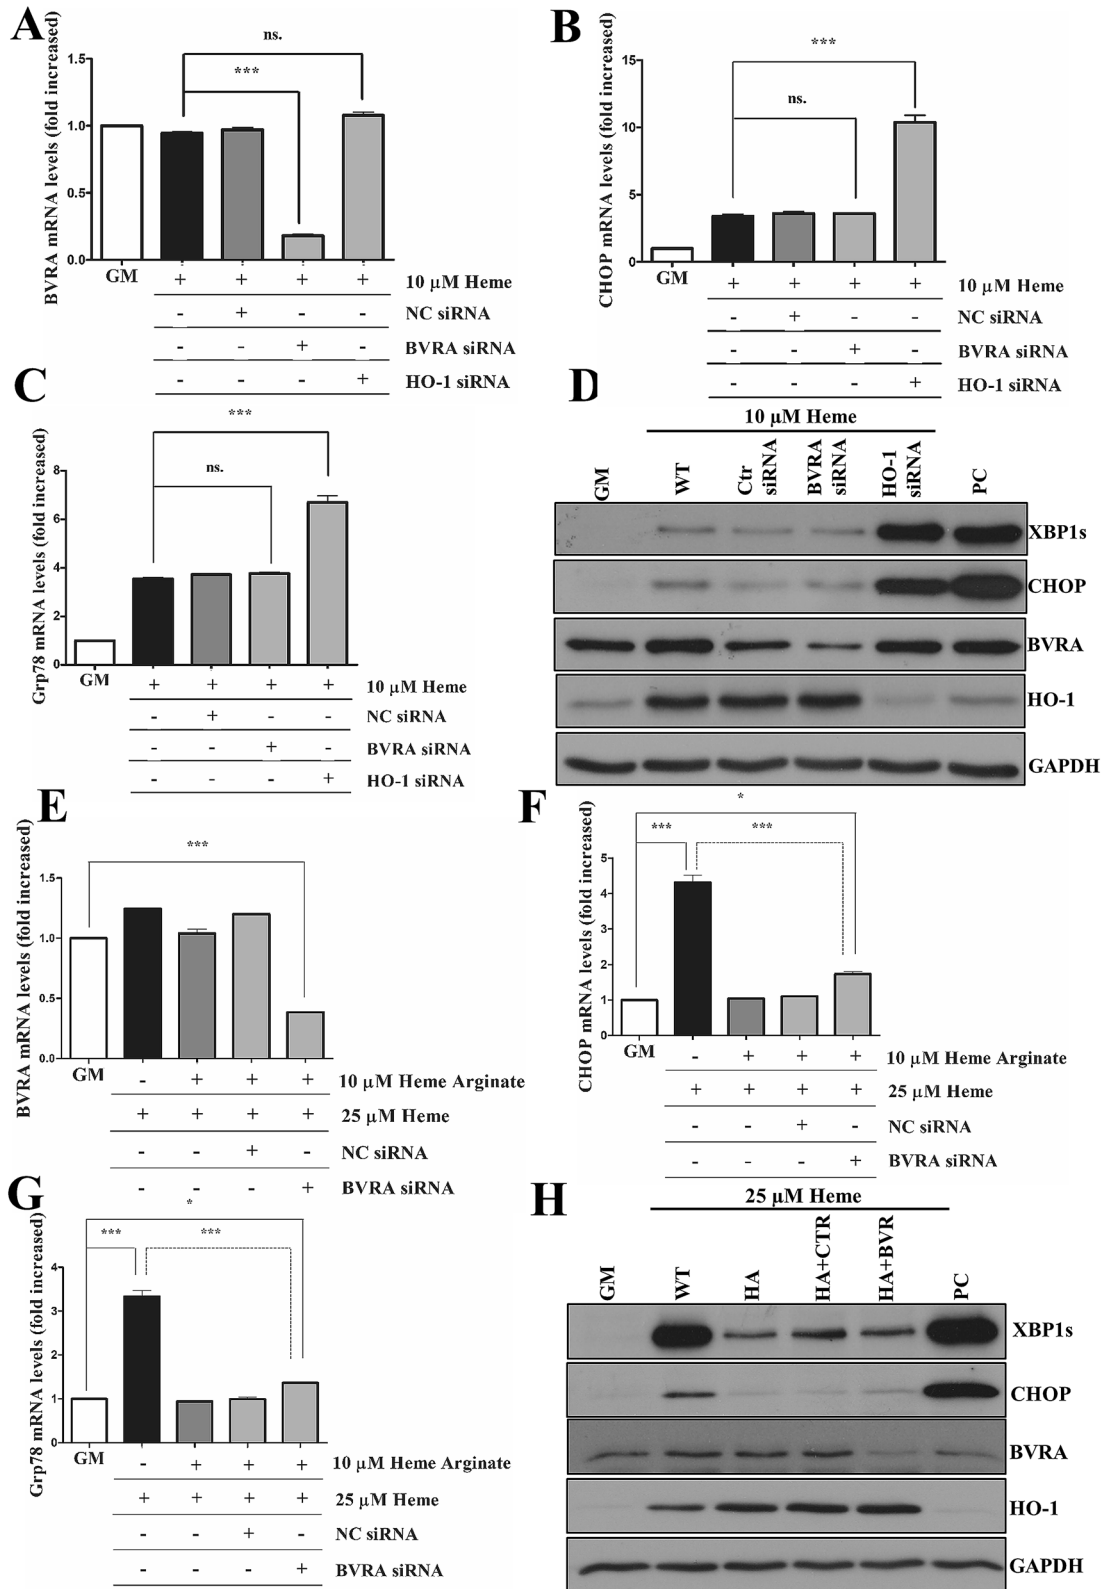 A
BVRA mRNA levels (fold increased)
ns.
***
1.5
1.0
0.5
0.0
GM
+ + + + 10 µM Heme
- + - - NC siRNA
- - + - BVRA siRNA
- - - + HO-1 siRNA
B
CHOP mRNA levels (fold increased)
***
ns.
15
10
5
0
GM
+ + + + 10 µM Heme
- + - - NC siRNA
- - + - BVRA siRNA
- - - + HO-1 siRNA
C
Grp78 mRNA levels (fold increased)
***
ns.
8
6
4
2
0
GM
+ + + + 10 µM Heme
- + - - NC siRNA
- - + - BVRA siRNA
- - - + HO-1 siRNA
D
10 µM Heme
GM
WT
Ctr siRNA
BVRA siRNA
HO-1 siRNA
PC
XBP1s
CHOP
BVRA
HO-1
GAPDH
E
BVRA mRNA levels (fold increased)
***
1.5
1.0
0.5
0.0
GM
- + + + 10 µM Heme Arginate
+ + + + 25 µM Heme
- - + - NC siRNA
- - - + BVRA siRNA
F
CHOP mRNA levels (fold increased)
*
*** ***
5
4
3
2
1
0
GM
- + + + 10 µM Heme Arginate
+ + + + 25 µM Heme
- - + - NC siRNA
- - - + BVRA siRNA
G
Grp78 mRNA levels (fold increased)
*
*** ***
4
3
2
1
0
GM
- + + + 10 µM Heme Arginate
+ + + + 25 µM Heme
- - + - NC siRNA
- - - + BVRA siRNA
H
25 µM Heme
GM
WT
HA
HA+CTR
HA+BVR
PC
XBP1s
CHOP
BVRA
HO-1
GAPDH